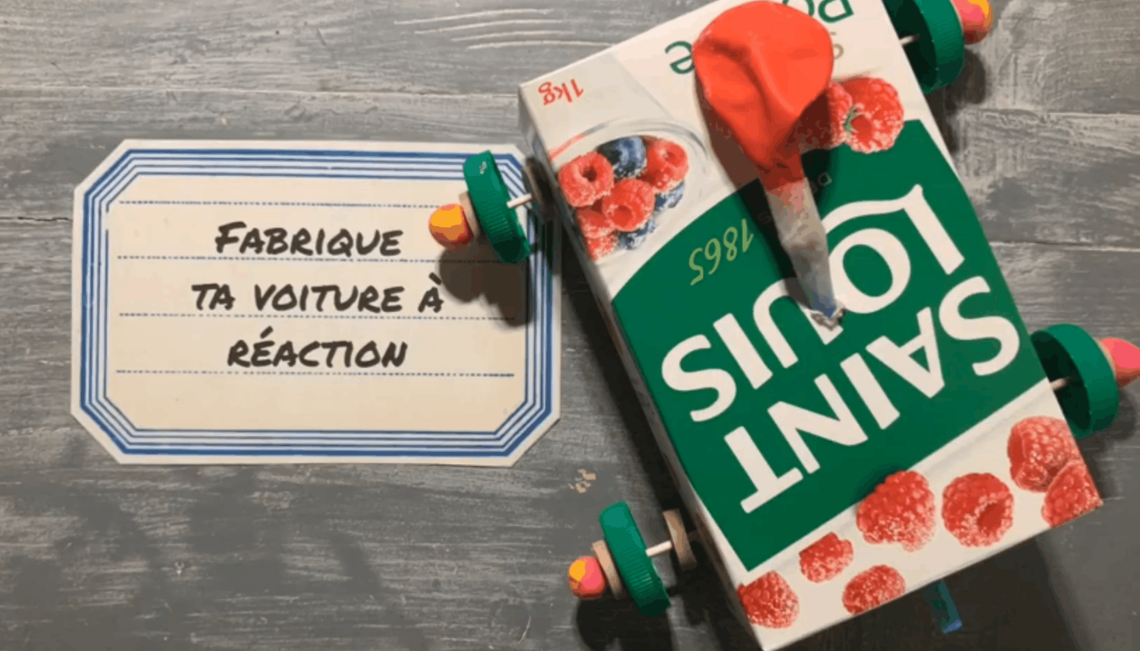 FABRIQUE
TA VOITURE À
RÉACTION
1kg
1865
SAINT
LOUIS